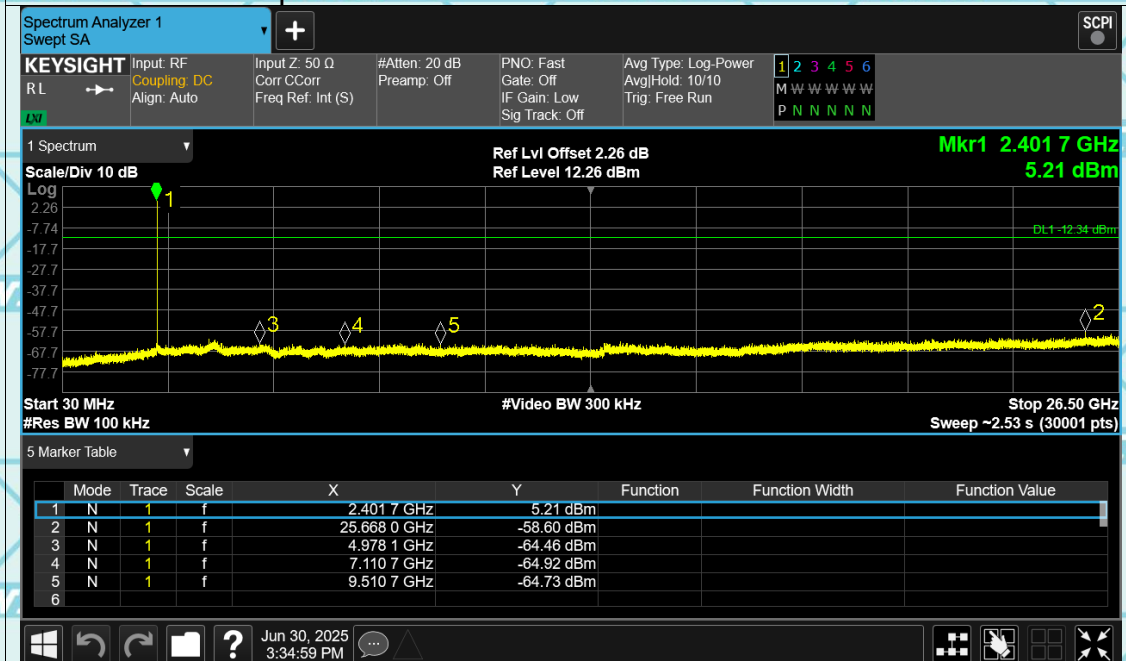 Spectrum Analyzer 1
Swept SA
+
SCPI
KEYSIGHT
RL
LXI
Input: RF
Coupling: DC
Align: Auto
Input Z: 50 Ω
Corr CCorr
Freq Ref: Int (S)
#Atten: 20 dB
Preamp: Off
PNO: Fast
Gate: Off
IF Gain: Low
Sig Track: Off
Avg Type: Log-Power
Avg|Hold: 10/10
Trig: Free Run
1 2 3 4 5 6
M W W W W W
P N N N N N
1 Spectrum
Scale/Div 10 dB
Ref Lvl Offset 2.26 dB
Ref Level 12.26 dBm
Mkr1 2.401 7 GHz
5.21 dBm
Log
2.26
-7.74
-17.7
-27.7
-37.7
-47.7
-57.7
-67.7
-77.7
1
DL1 -12.34 dBm
3
4
5
2
Start 30 MHz
#Video BW 300 kHz
Stop 26.50 GHz
#Res BW 100 kHz
Sweep ~2.53 s (30001 pts)
5 Marker Table
Mode Trace Scale X Y Function Function Width Function Value
1 N 1 f 2.401 7 GHz 5.21 dBm
2 N 1 f 25.668 0 GHz -58.60 dBm
3 N 1 f 4.978 1 GHz -64.46 dBm
4 N 1 f 7.110 7 GHz -64.92 dBm
5 N 1 f 9.510 7 GHz -64.73 dBm
6
?
Jun 30, 2025
3:34:59 PM